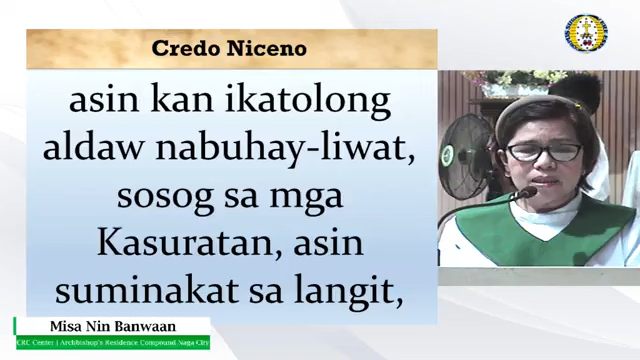 Credo Niceno
asin kan ikatolong
aldaw nabuhay-liwat,
sosog sa mga
Kasuratan, asin
suminakat sa langit,
Misa Nin Banwaan
CRC Center | Archbishop's Residence Compound Naga City